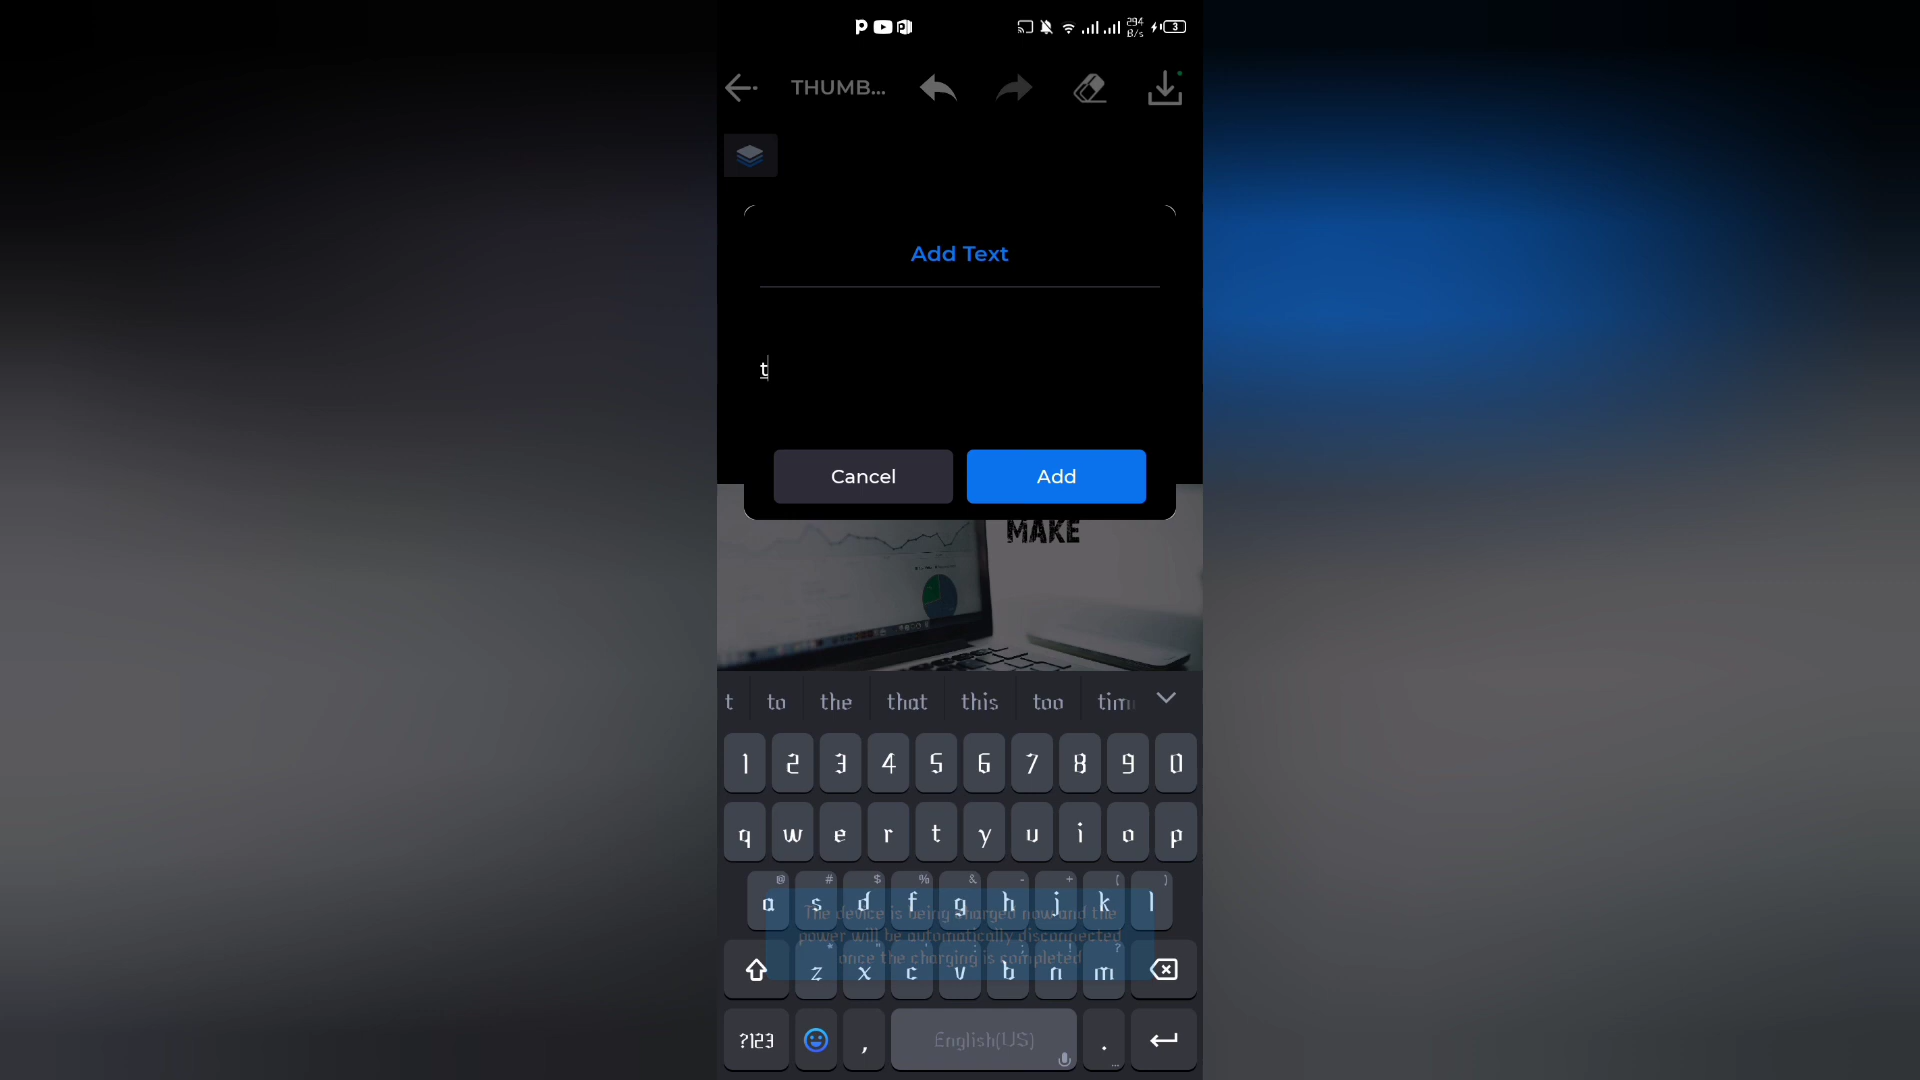 294
B/s
3
THUMB...
Add Text
t
Cancel
Add
MAKE
t to the that this too
1 2 3 4 5 6 7 8 9 0
q w e r t y u i o p
@ # $ % & - + ( )
a s d f g h j k l
The device is being charged now and the
power will be automatically disconnected
once the charging is completed
z x c v b n m
?123 , English(US) .